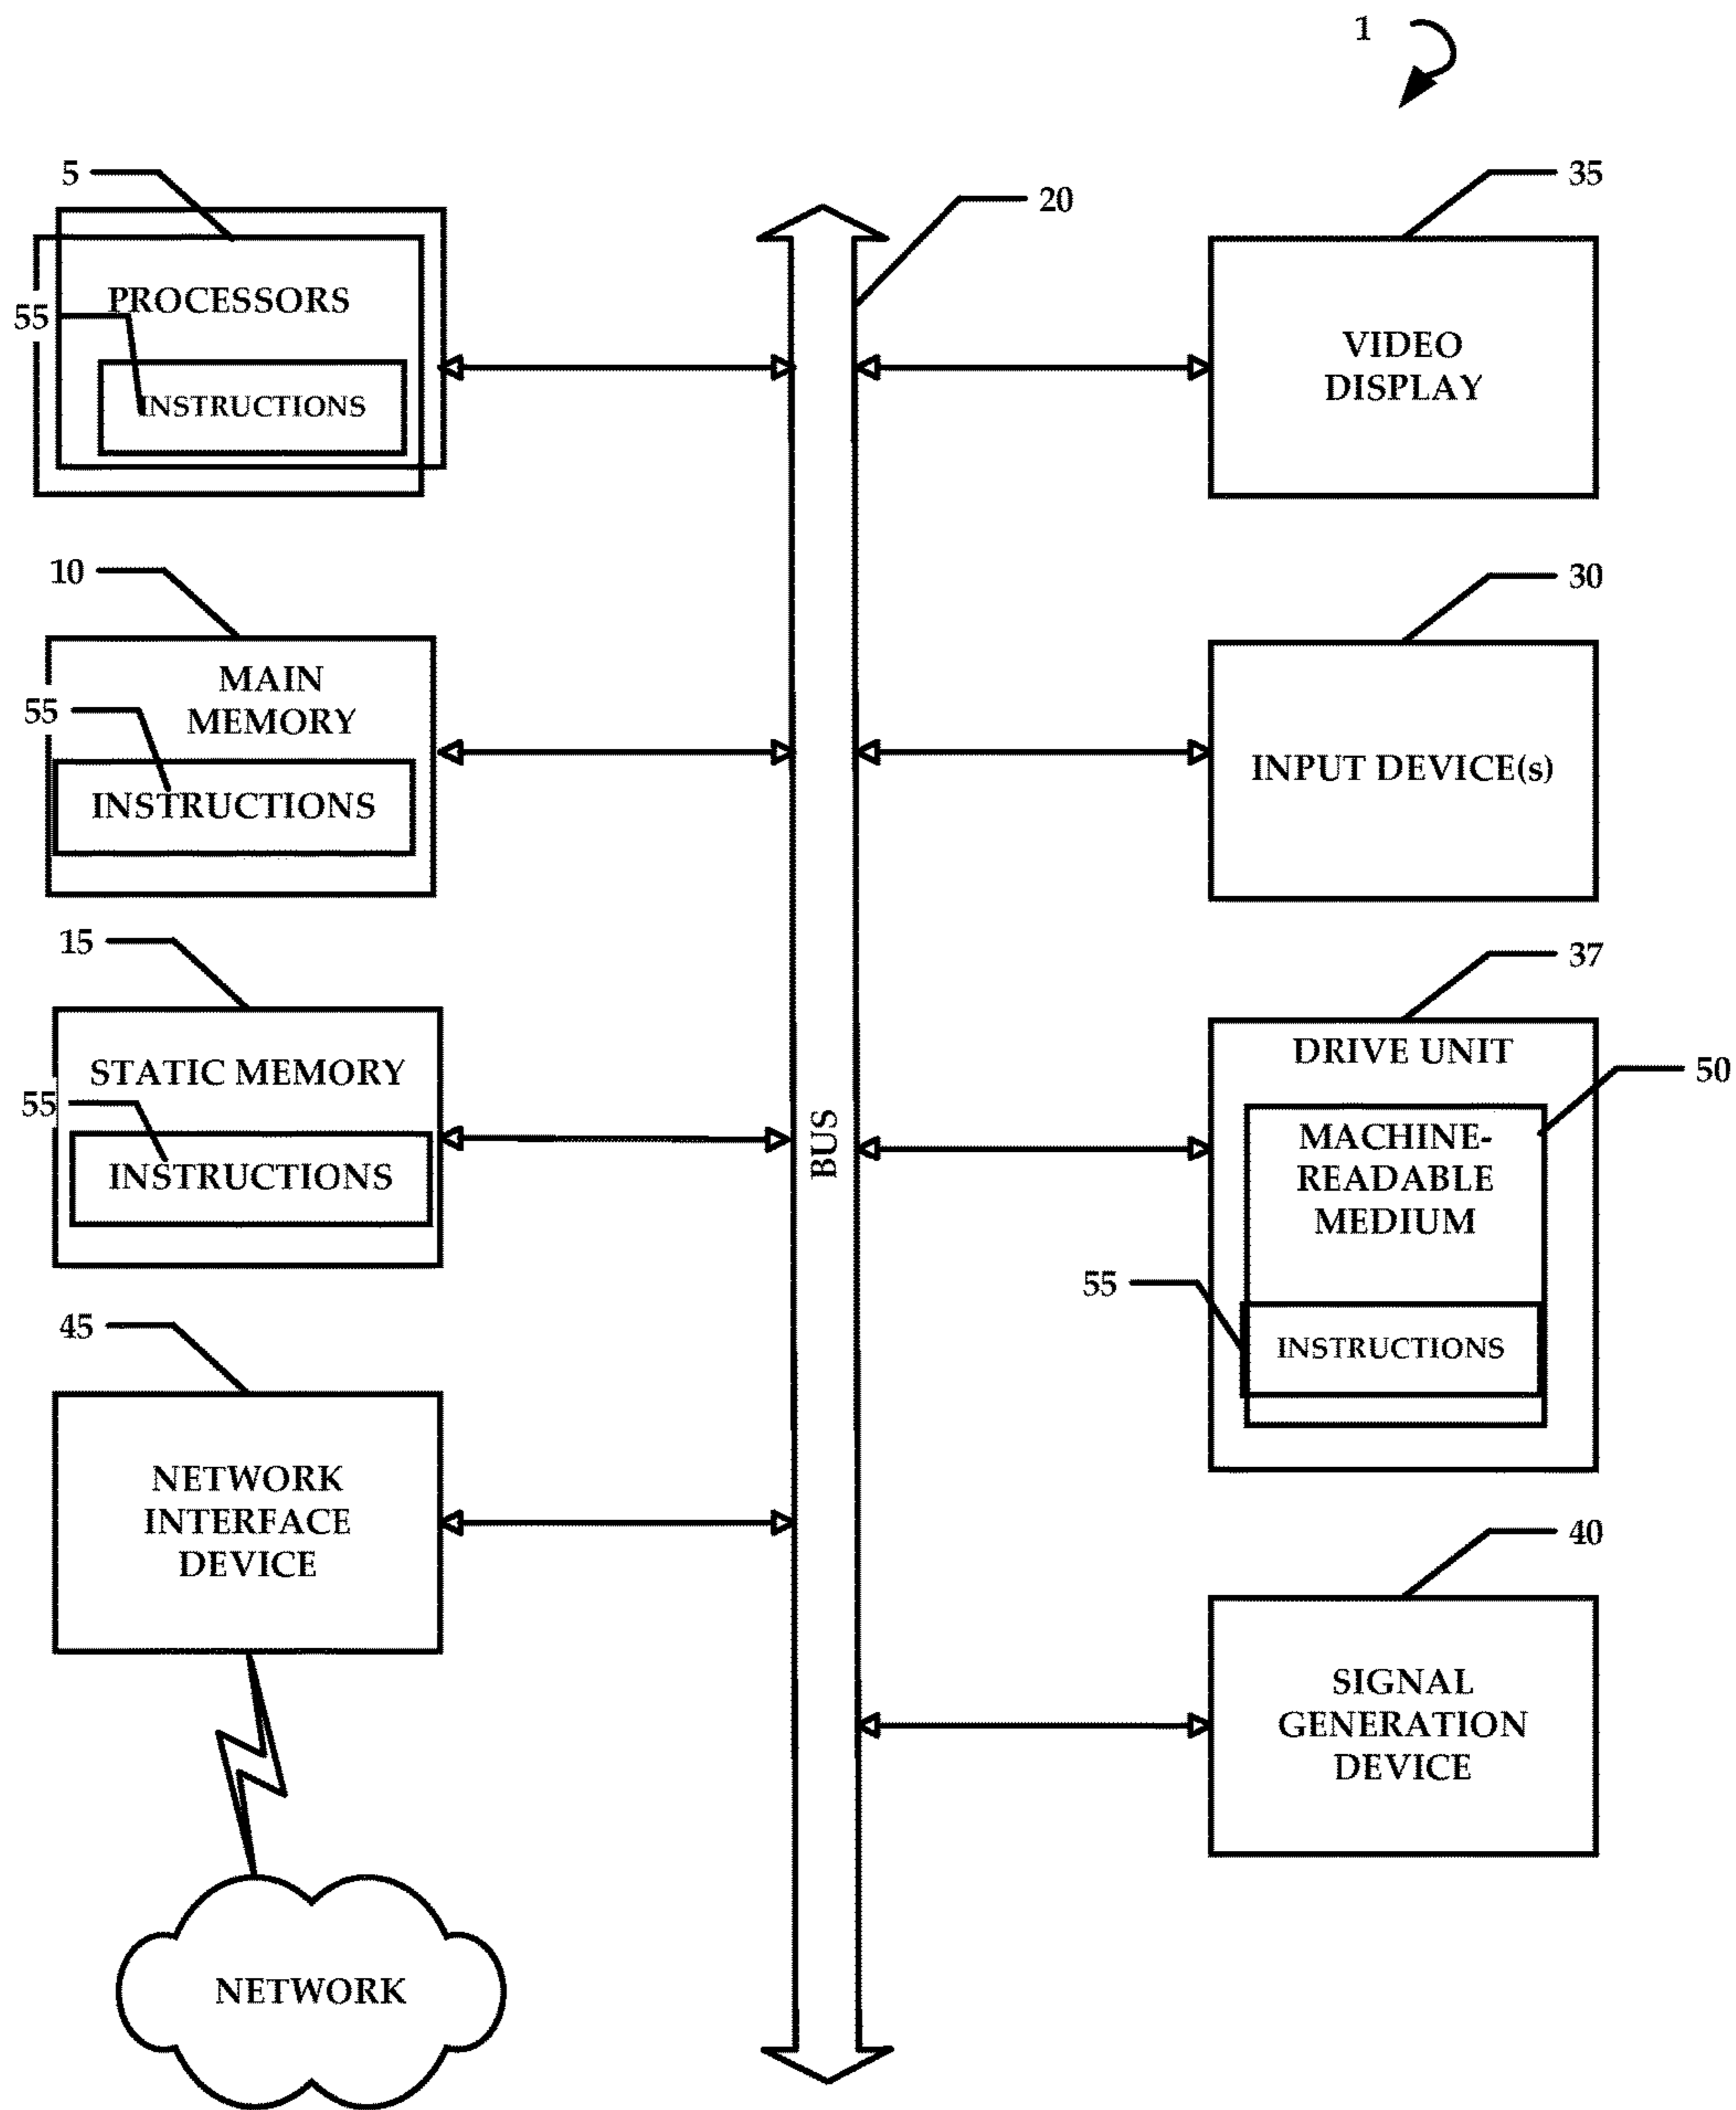 1
5
PROCESSORS
55
INSTRUCTIONS
10
MAIN
MEMORY
55
INSTRUCTIONS
15
STATIC MEMORY
55
INSTRUCTIONS
45
NETWORK
INTERFACE
DEVICE
NETWORK
20
BUS
35
VIDEO
DISPLAY
30
INPUT DEVICE(s)
37
DRIVE UNIT
50
MACHINE-
READABLE
MEDIUM
55
INSTRUCTIONS
40
SIGNAL
GENERATION
DEVICE